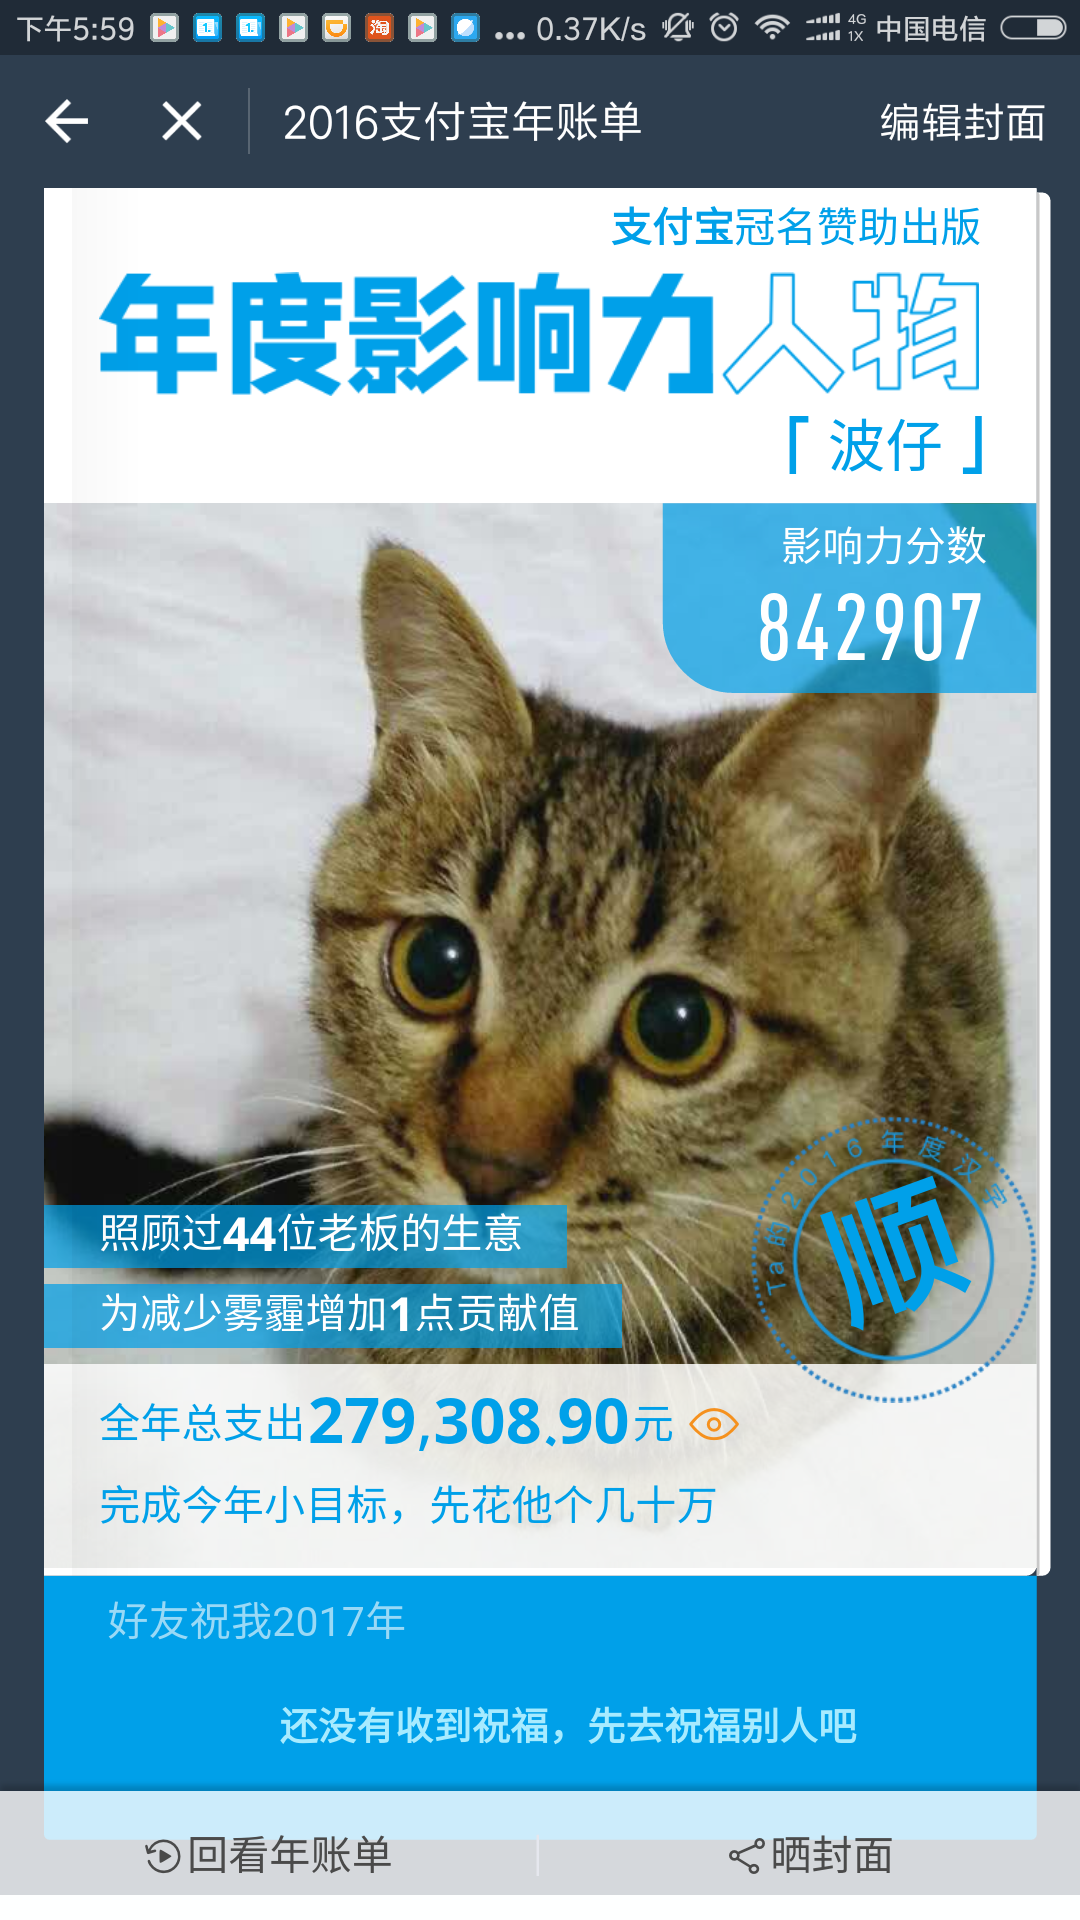 下午5:59 ... 0.37K/s 4G 1X 中国电信
2016支付宝年账单 编辑封面
支付宝冠名赞助出版
年度影响力人物
「波仔」
影响力分数
842907
Ta的2016年度汉字
顺
照顾过44位老板的生意
为减少雾霾增加1点贡献值
全年总支出279,308.90元
完成今年小目标，先花他个几十万
好友祝我2017年
还没有收到祝福，先去祝福别人吧
回看年账单 晒封面